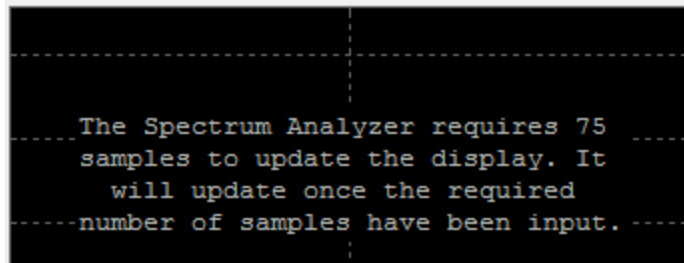 The Spectrum Analyzer requires 75
samples to update the display. It
will update once the required
number of samples have been input.